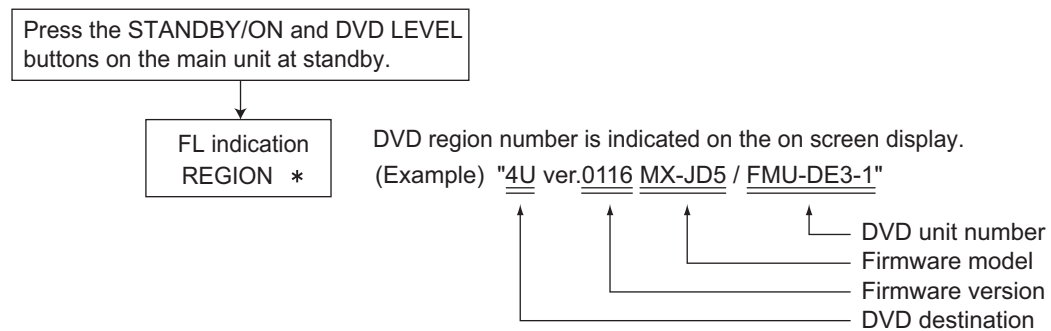 Press the STANDBY/ON and DVD LEVEL
buttons on the main unit at standby.
FL indication
REGION *
DVD region number is indicated on the on screen display.
(Example) "4U ver.0116 MX-JD5 / FMU-DE3-1"
DVD unit number
Firmware model
Firmware version
DVD destination